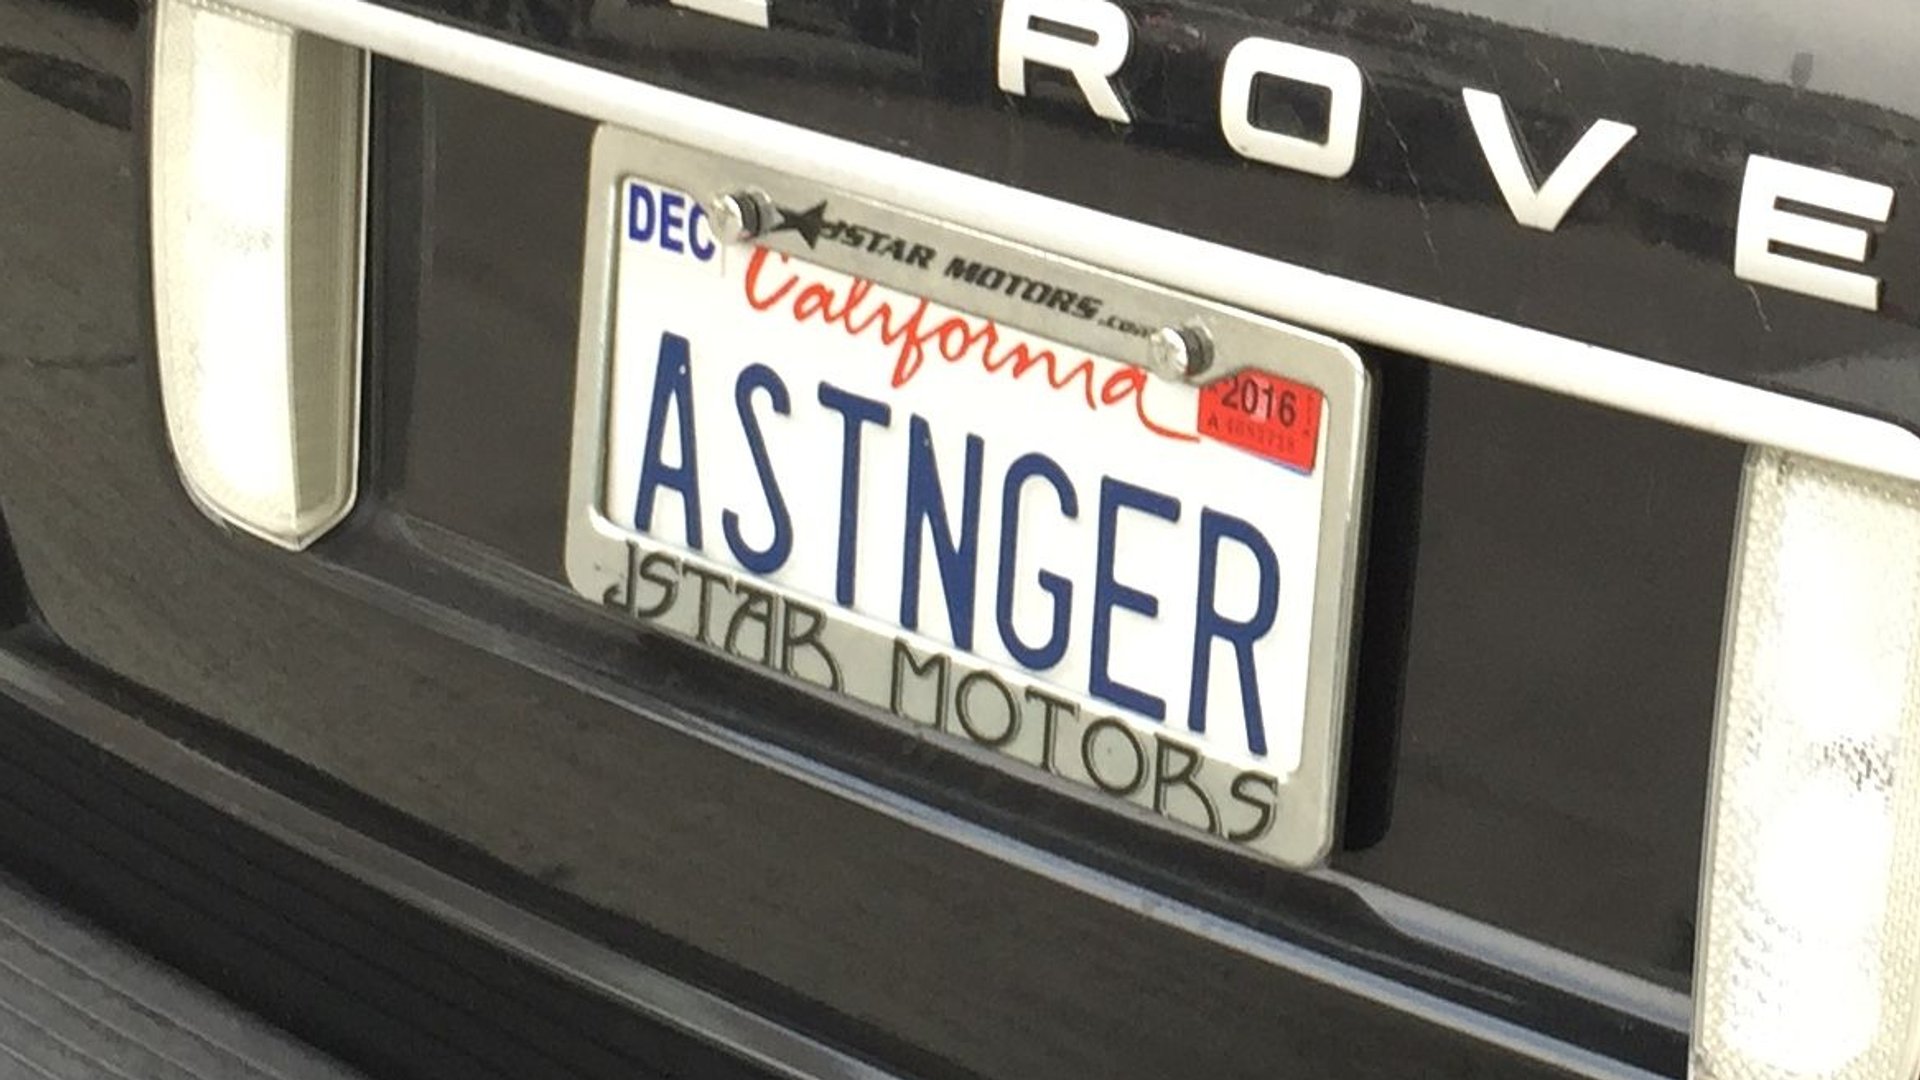 E ROVE
DEC
JSTAR MOTORS.com
California
2016
ASTNGER
JSTAR MOTORS